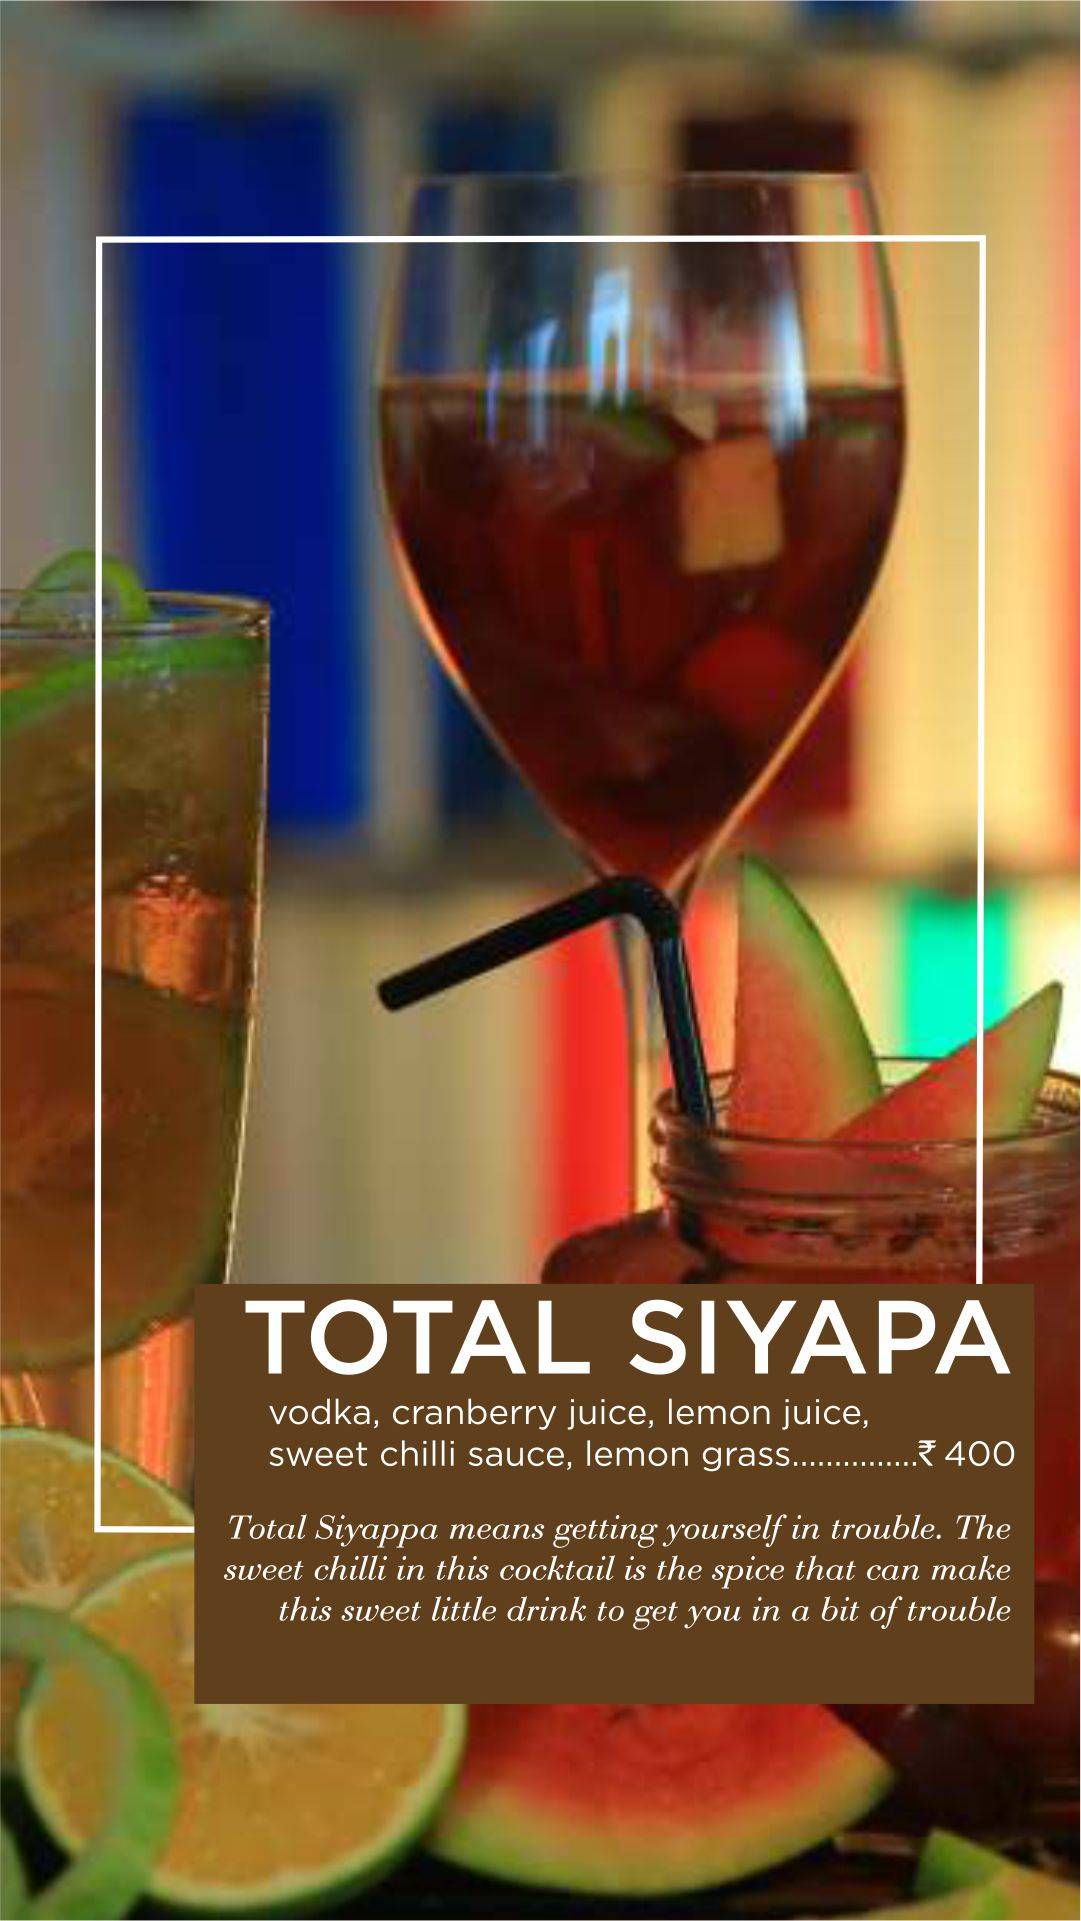 TOTAL SIYAPA
vodka, cranberry juice, lemon juice,
sweet chilli sauce, lemon grass...............₹ 400
Total Siyappa means getting yourself in trouble. The
sweet chilli in this cocktail is the spice that can make
this sweet little drink to get you in a bit of trouble